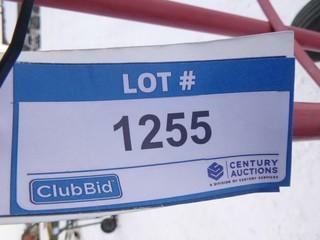 LOT #
1255
ClubBid
CENTURY
AUCTIONS
A DIVISION OF CENTURY SERVICES